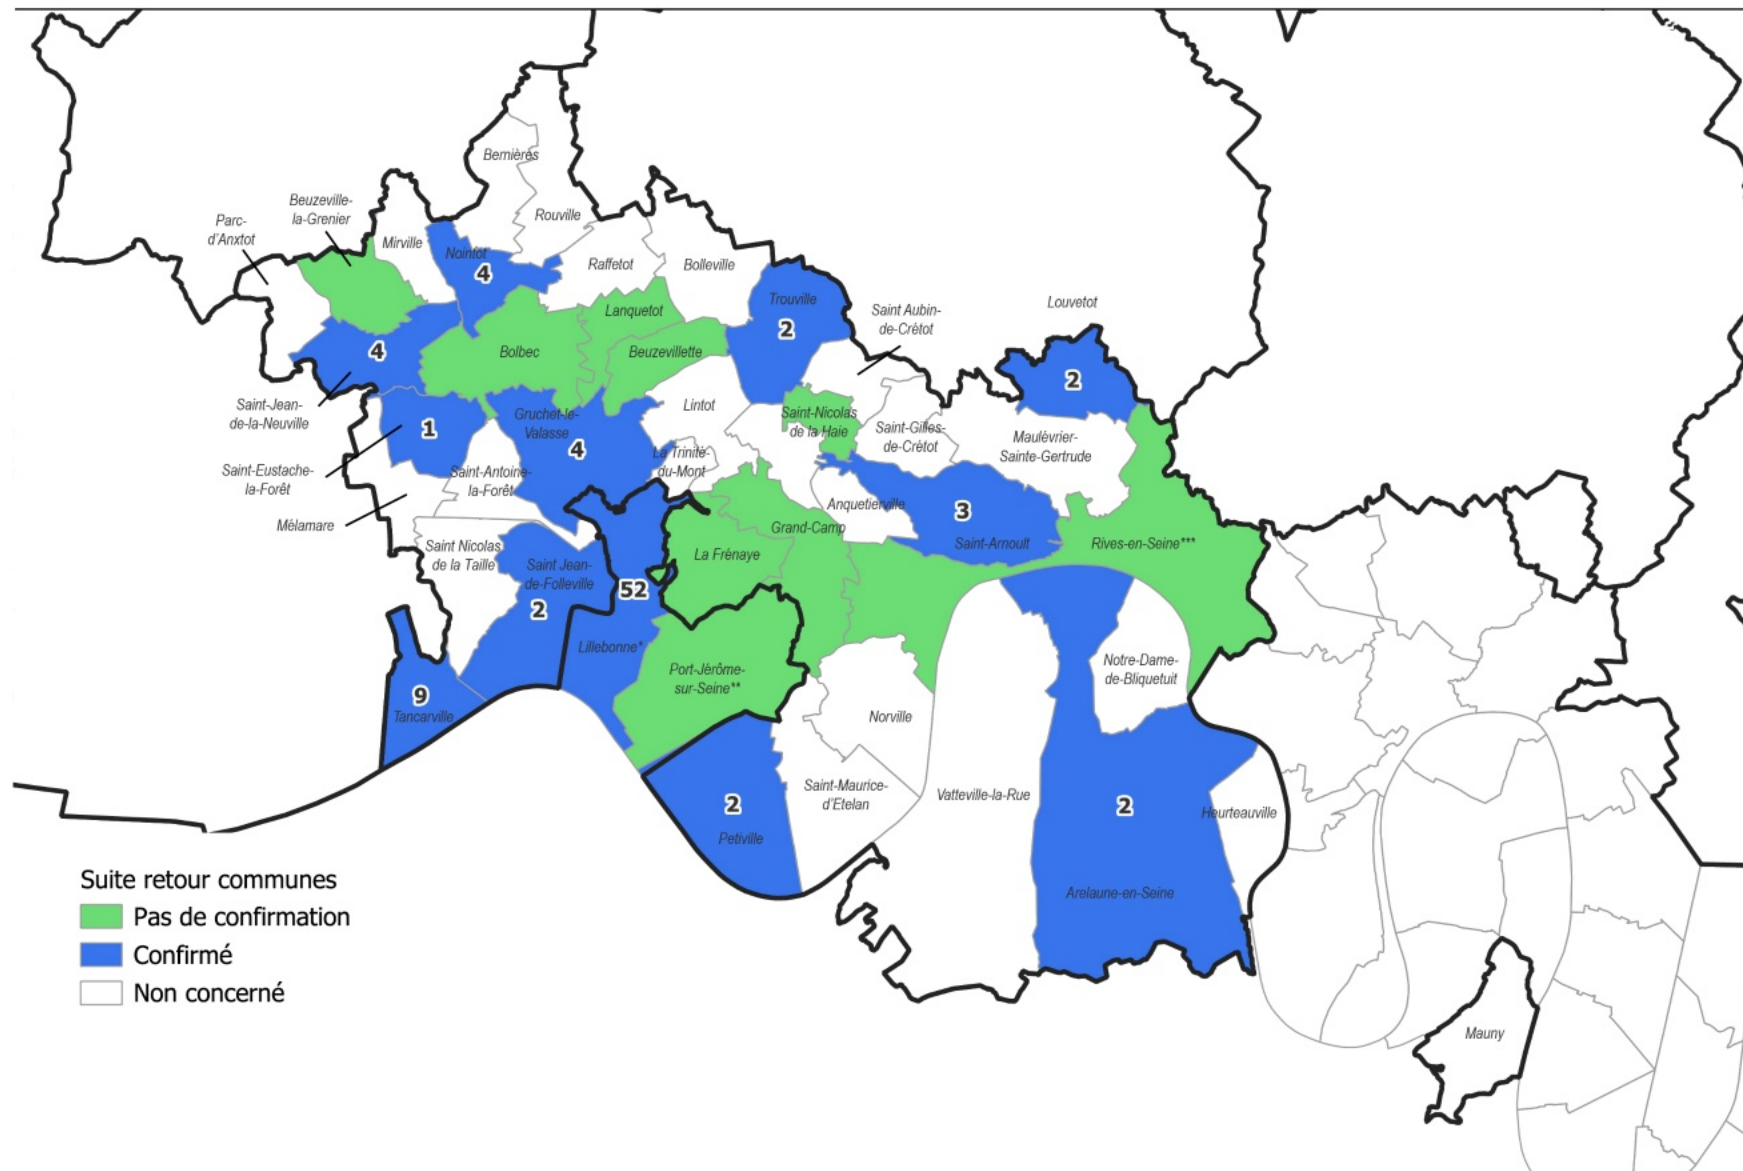 Bernières
Beuzeville-
la-Grenier
Parc-
d'Anxtot
Rouville
Mirville
Nointot
4
Raffetot
Bolleville
Trouville
2
Louvetot
2
Saint Aubin-
de-Crétot
Lanquetot
Bolbec
Beuzevillette
4
Saint-Jean-
de-la-Neuville
Lintot
Saint-Nicolas
de la Haie
Saint-Gilles-
de-Crétot
Maulévrier-
Sainte-Gertrude
1
Gruchet-le-
Valasse
4
La Trinité-
du-Mont
Saint-Eustache-
la-Forêt
Saint-Antoine-
la-Forêt
Mélamare
Anquetierville
3
Saint-Arnoult
Grand-Camp
Rives-en-Seine***
La Frénaye
Saint Nicolas
de la Taille
Saint Jean-
de-Folleville
2
52
Lillebonne*
Port-Jérôme-
sur-Seine**
Notre-Dame-
de-Bliquetuit
9
Tancarville
Norville
Saint-Maurice-
d'Etelan
Vatteville-la-Rue
2
Petiville
2
Heurteauville
Arelaune-en-Seine
Mauny
Suite retour communes
Pas de confirmation
Confirmé
Non concerné